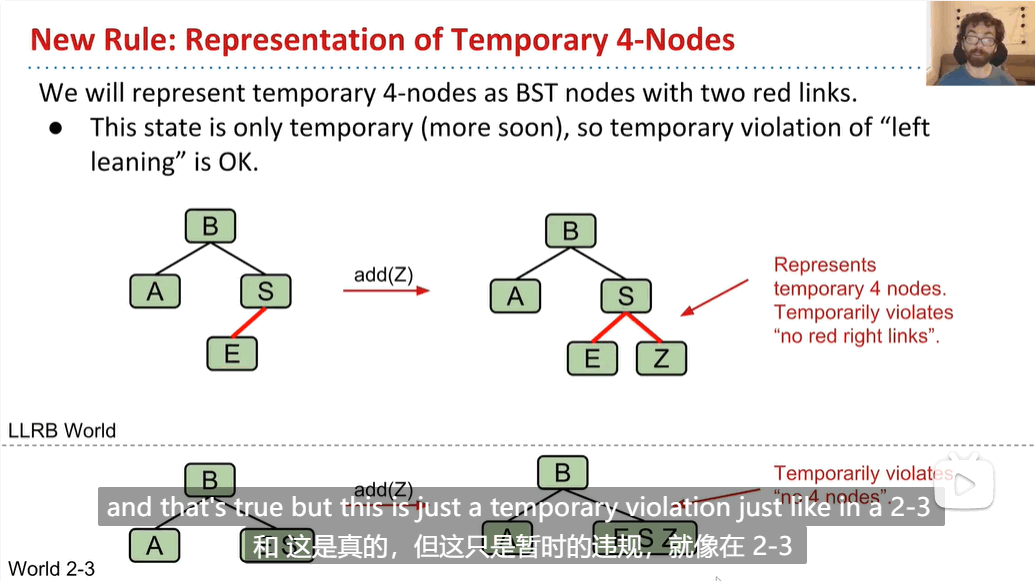 New Rule: Representation of Temporary 4-Nodes
We will represent temporary 4-nodes as BST nodes with two red links.
● This state is only temporary (more soon), so temporary violation of “left
leaning” is OK.
B
A
S
E
add(Z)
B
A
S
E
Z
Represents
temporary 4 nodes.
Temporarily violates
“no red right links”.
LLRB World
B
add(Z)
B
Temporarily violates
“no 4 nodes”.
and that's true but this is just a temporary violation just like in a 2-3
A
A
E S Z
和 这是真的，但这只是暂时的违规，就像在 2-3
World 2-3